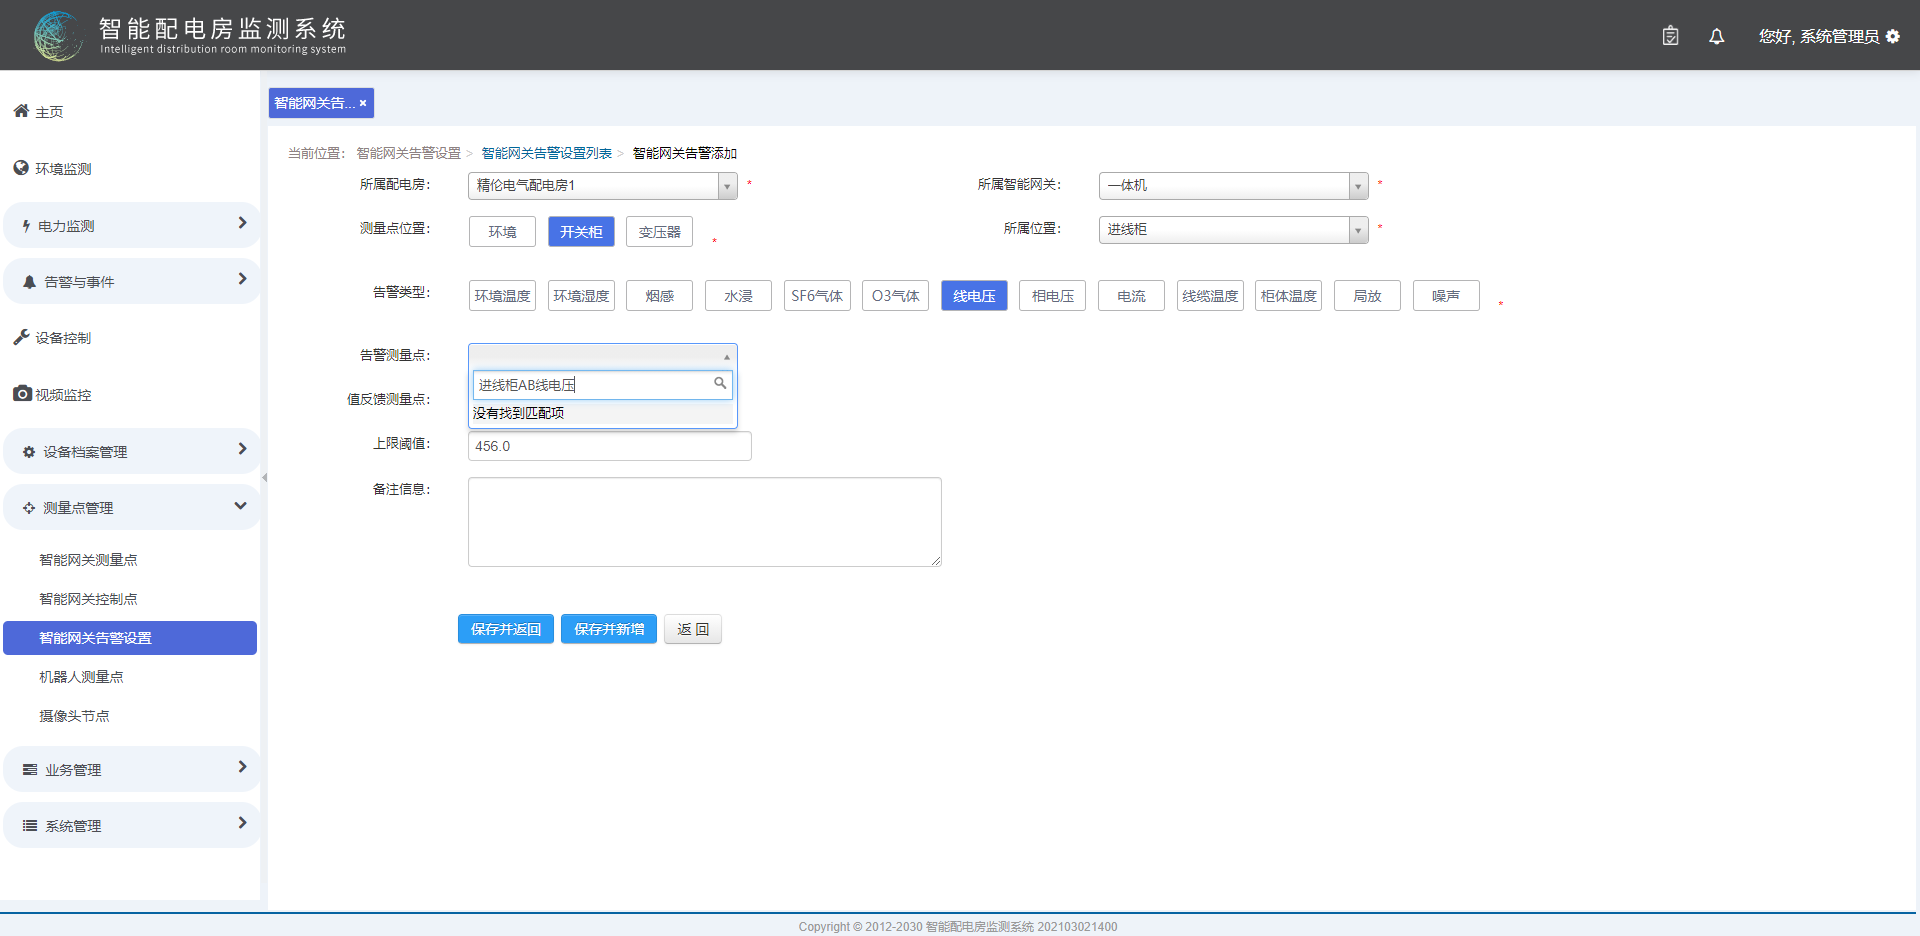 智能配电房监测系统
Intelligent distribution room monitoring system
您好, 系统管理员
主页
环境监测
电力监测
告警与事件
设备控制
视频监控
设备档案管理
测量点管理
智能网关测量点
智能网关控制点
智能网关告警设置
机器人测量点
摄像头节点
业务管理
系统管理
智能网关告... ×
当前位置： 智能网关告警设置 > 智能网关告警设置列表 > 智能网关告警添加
所属配电房： 精伦电气配电房1 * 所属智能网关： 一体机 *
测量点位置： 环境 开关柜 变压器 * 所属位置： 进线柜 *
告警类型： 环境温度 环境湿度 烟感 水浸 SF6气体 O3气体 线电压 相电压 电流 线缆温度 柜体温度 局放 噪声 *
告警测量点：
进线柜AB线电压
值反馈测量点：
没有找到匹配项
上限阈值： 456.0
备注信息：
保存并返回 保存并新增 返 回
Copyright © 2012-2030 智能配电房监测系统 202103021400